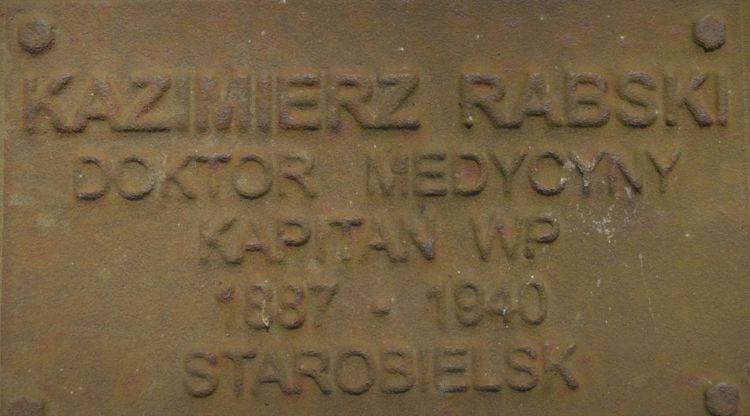 KAZIMIERZ RABSKI
DOKTOR MEDYCYNY
KAPITAN WP
1887 - 1940
STAROBIELSK